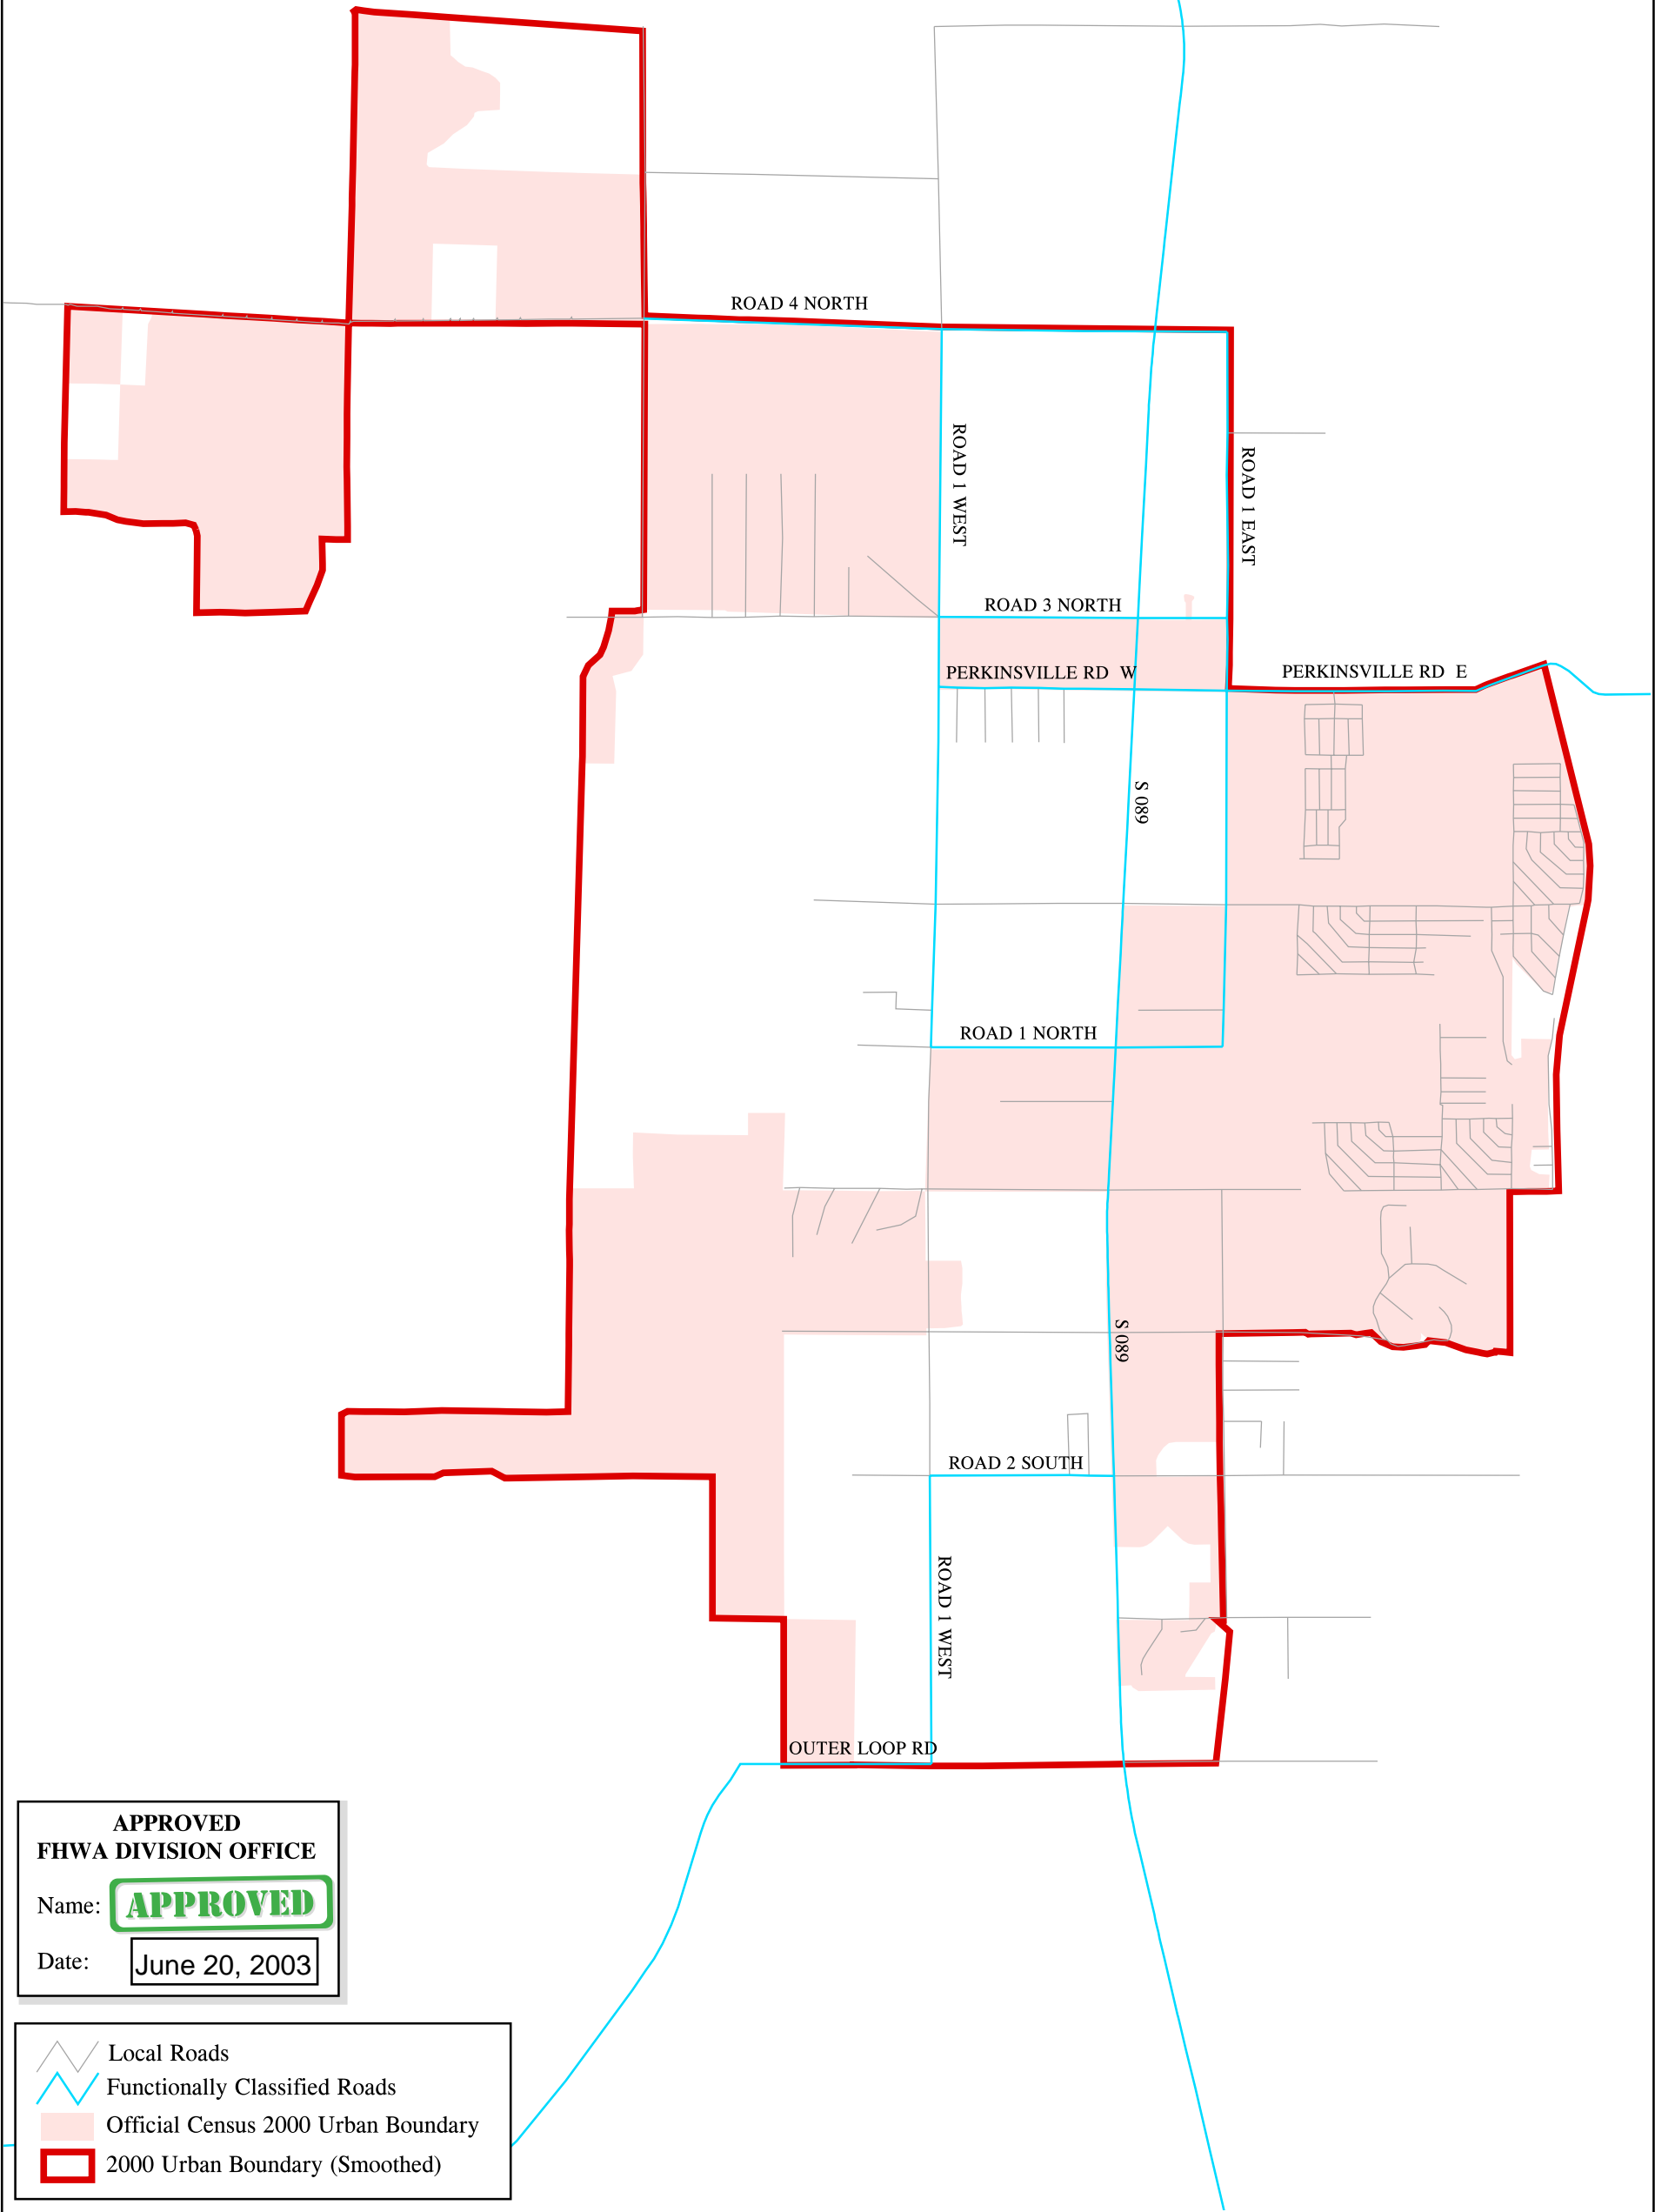 ROAD 4 NORTH
ROAD 1 WEST
ROAD 1 EAST
ROAD 3 NORTH
PERKINSVILLE RD W
PERKINSVILLE RD E
S 089
ROAD 1 NORTH
S 089
ROAD 2 SOUTH
ROAD 1 WEST
OUTER LOOP RD
APPROVED
FHWA DIVISION OFFICE
Name: APPROVED
Date: June 20, 2003
Local Roads
Functionally Classified Roads
Official Census 2000 Urban Boundary
2000 Urban Boundary (Smoothed)